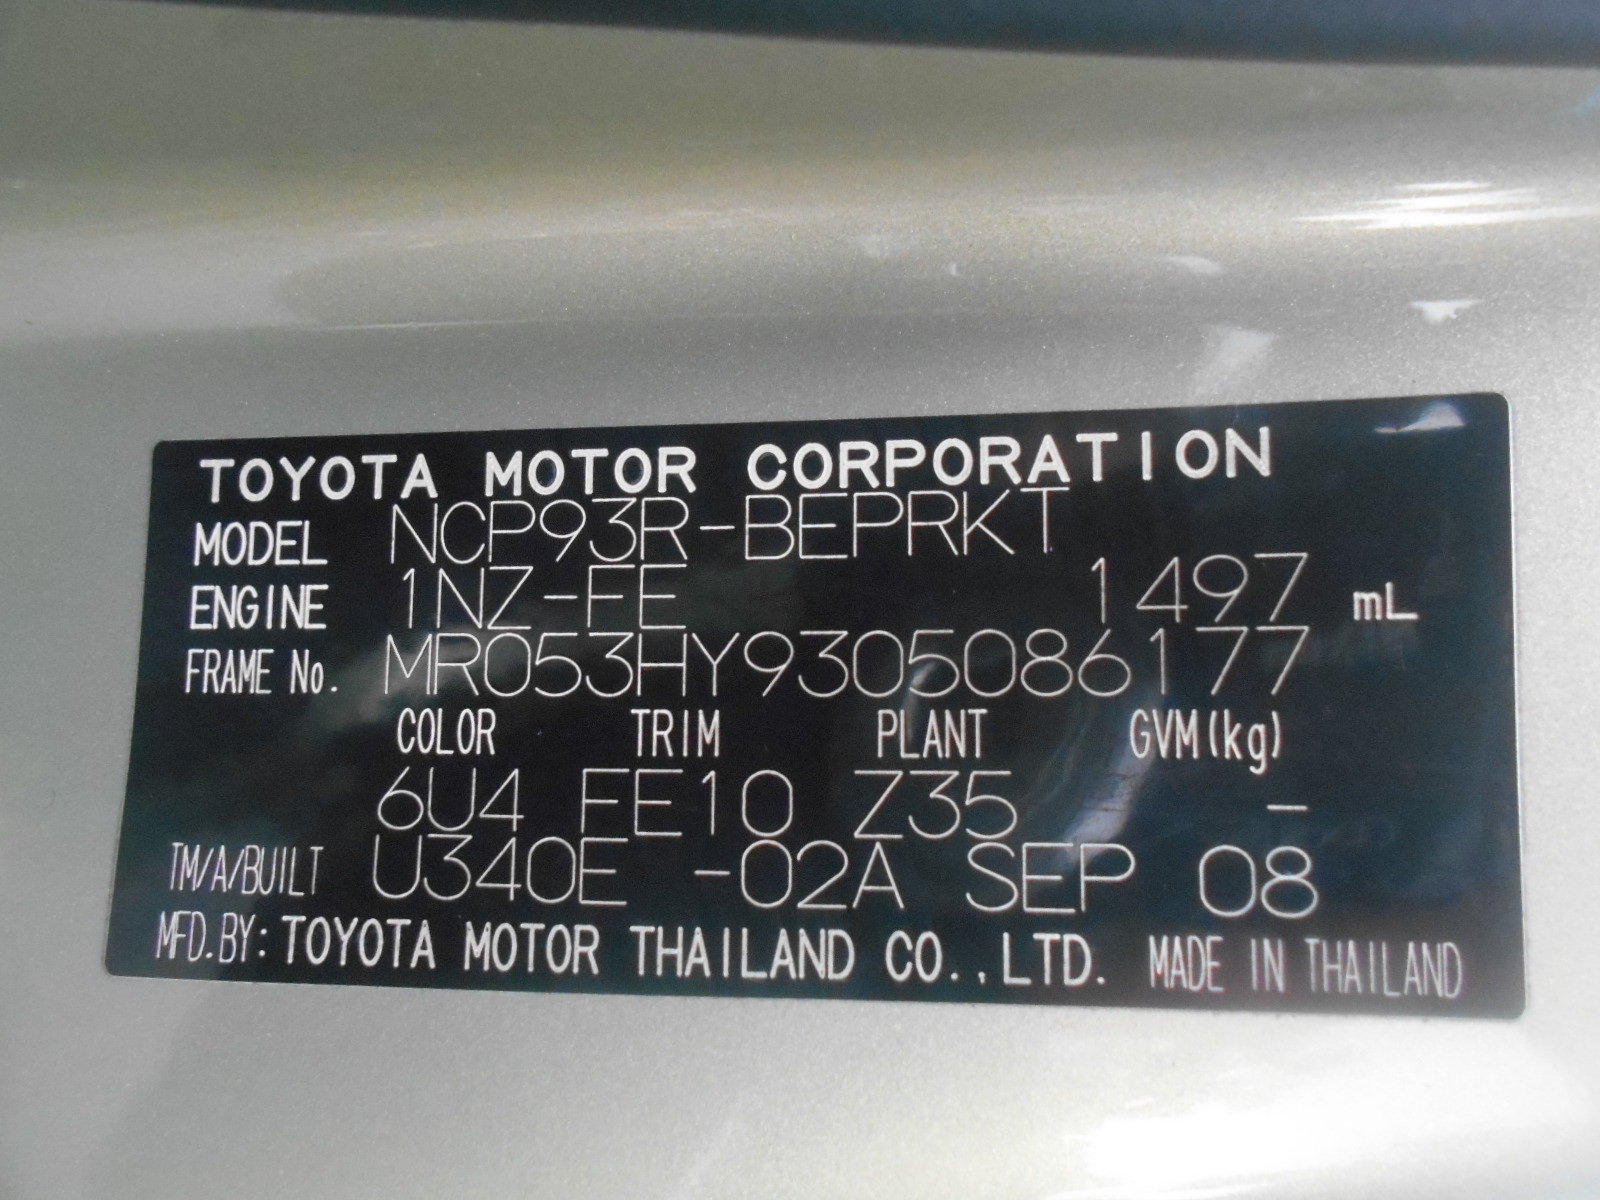 TOYOTA MOTOR CORPORATION
MODEL NCP93R-BEPRKT
ENGINE 1NZ-FE 1497 mL
FRAME No. MR053HY9305086177
COLOR TRIM PLANT GVM(kg)
6U4 FE10 Z35 -
TM/A/BUILT U340E -02A SEP 08
MFD.BY: TOYOTA MOTOR THAILAND CO.,LTD. MADE IN THAILAND